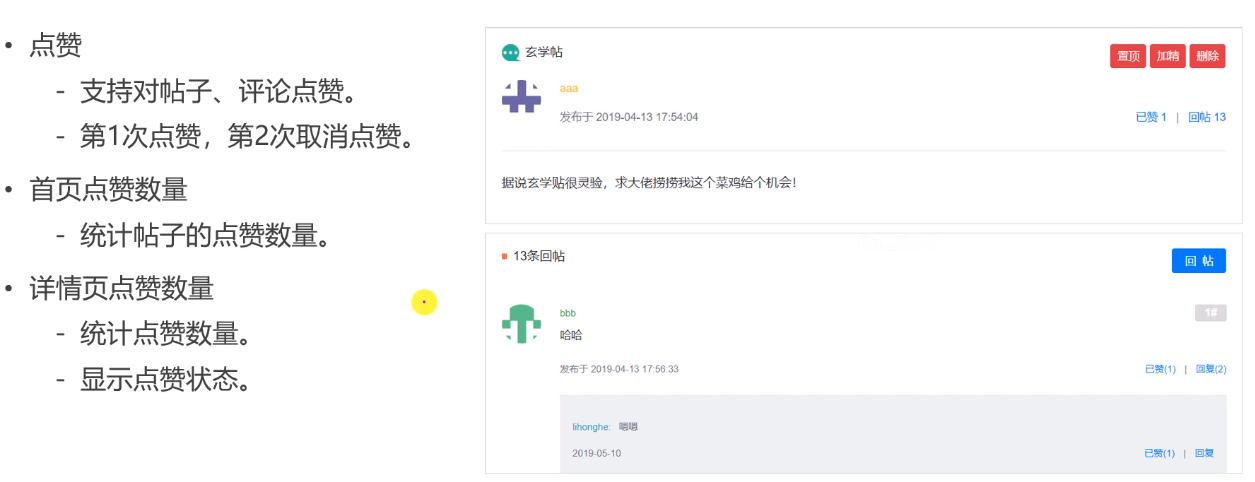 • 点赞
- 支持对帖子、评论点赞。
- 第1次点赞，第2次取消点赞。
• 首页点赞数量
- 统计帖子的点赞数量。
• 详情页点赞数量
- 统计点赞数量。
- 显示点赞状态。
玄学帖
置顶 加精 删除
aaa
发布于 2019-04-13 17:54:04
已赞 1 | 回帖 13
据说玄学贴很灵验，求大佬捞捞我这个菜鸡给个机会！
13条回帖
回 帖
bbb
1#
哈哈
发布于 2019-04-13 17:56:33
已赞(1) | 回复(2)
lihonghe: 嗯嗯
2019-05-10
已赞(1) | 回复